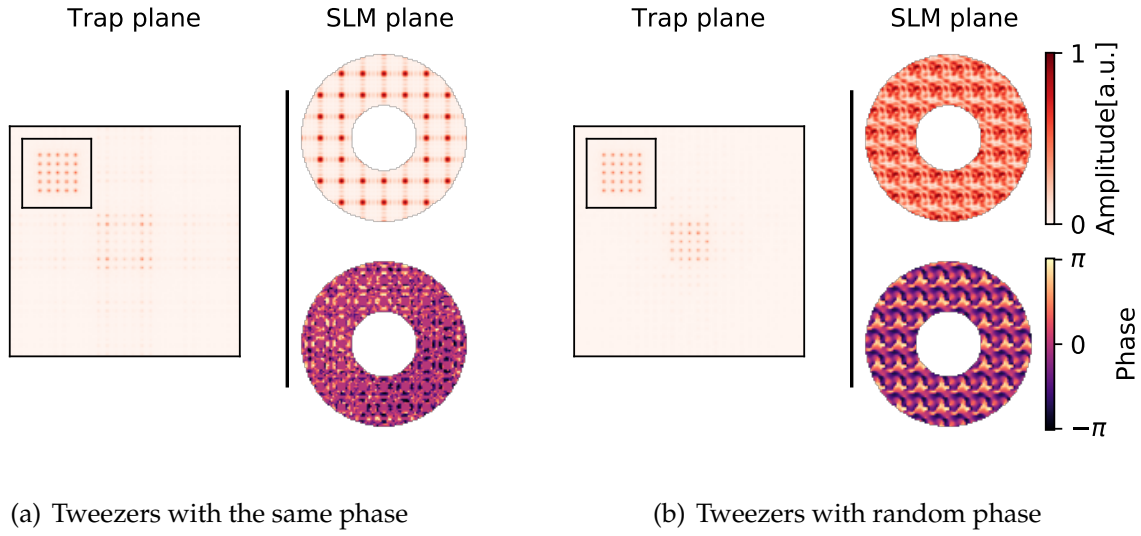 Trap plane
SLM plane
Trap plane
SLM plane
1
0
Amplitude[a.u.]
π
0
−π
Phase
(a) Tweezers with the same phase
(b) Tweezers with random phase